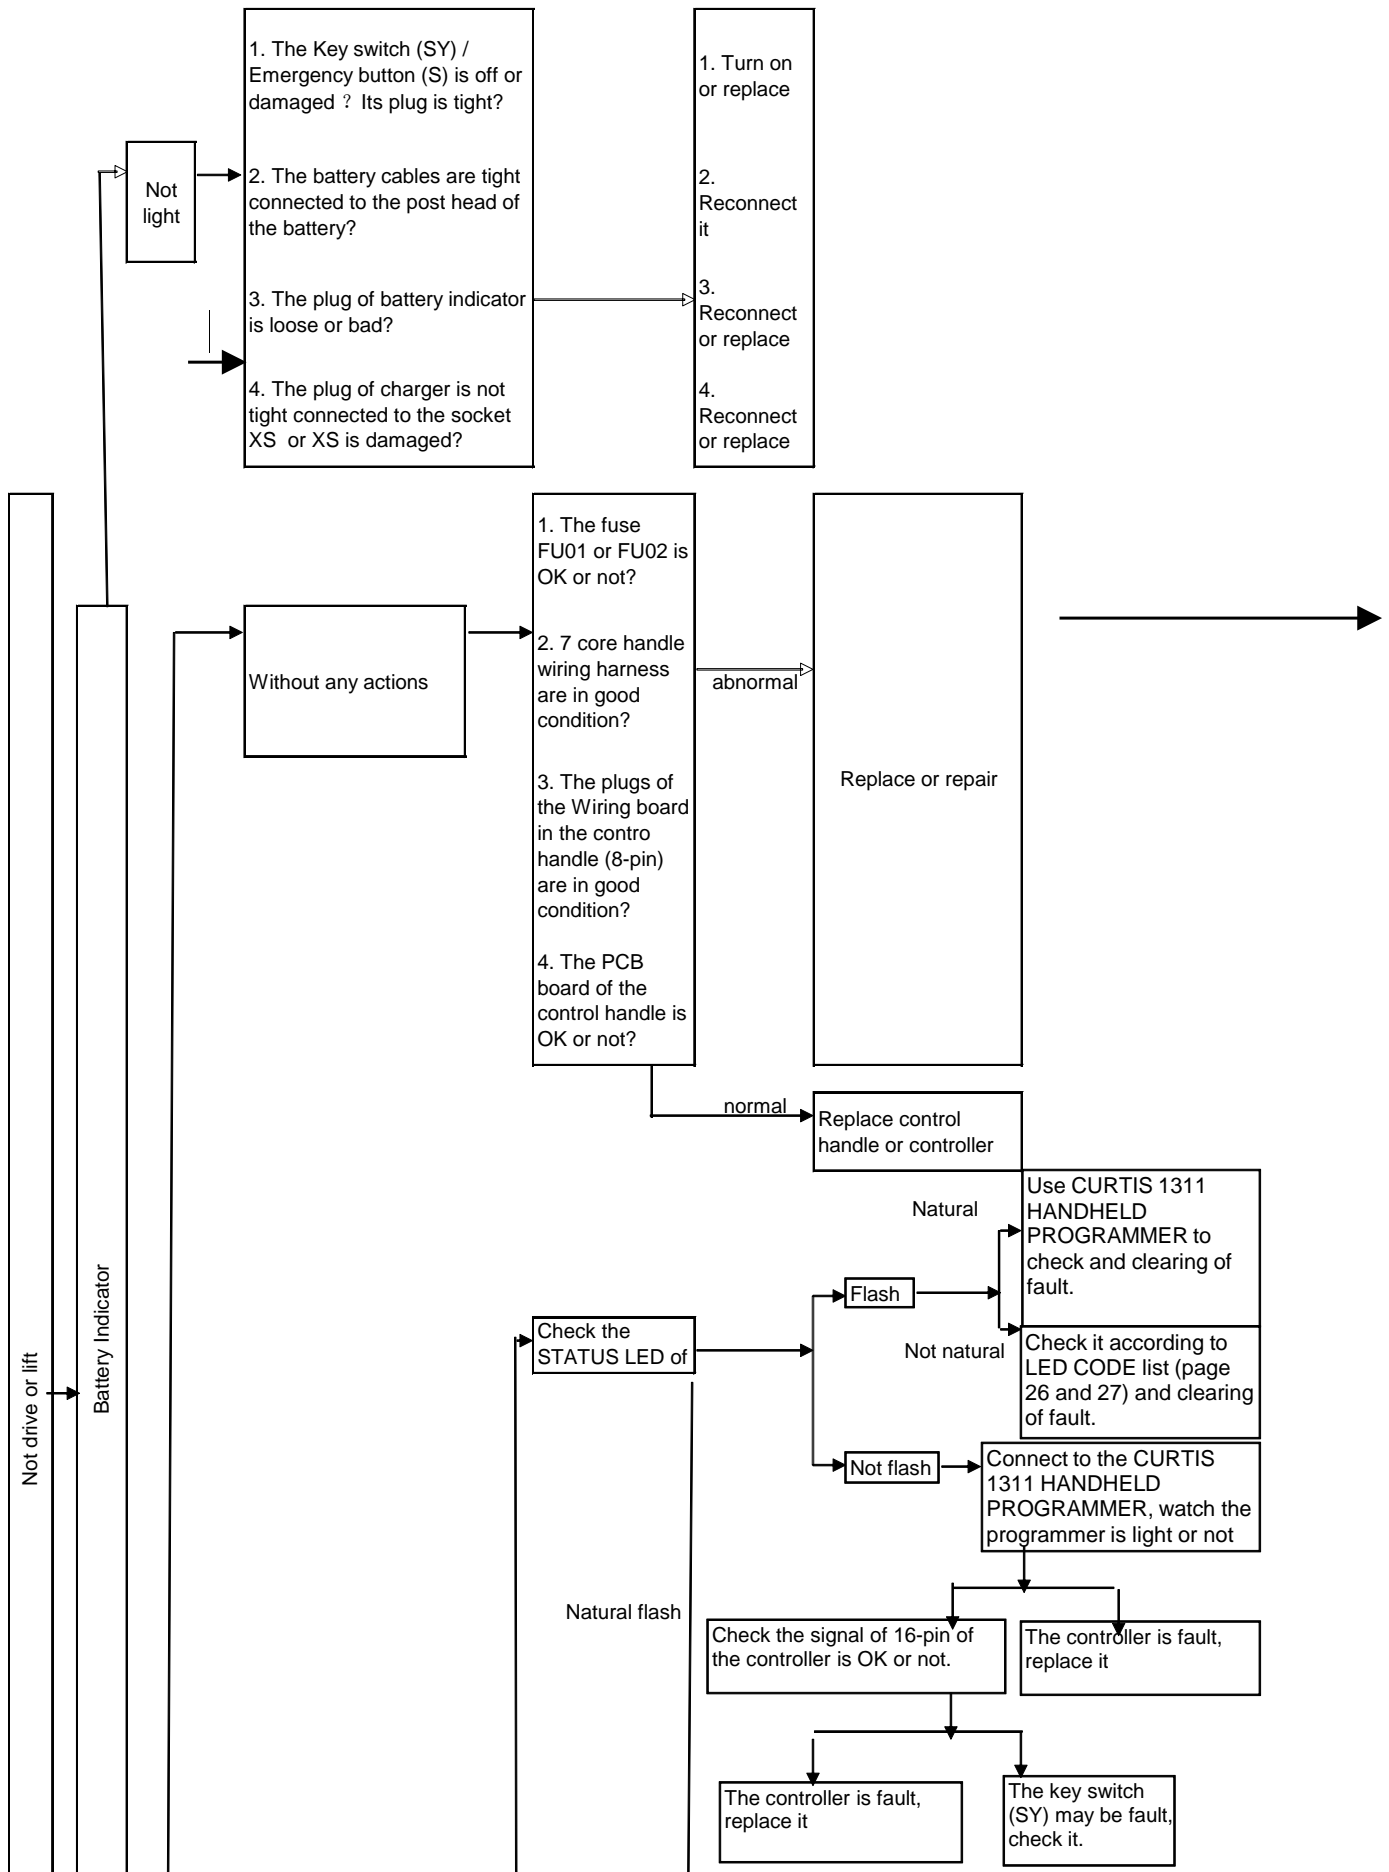 1. The Key switch (SY) /
Emergency button (S) is off or
damaged ？ Its plug is tight?
2. The battery cables are tight
connected to the post head of
the battery?
3. The plug of battery indicator
is loose or bad?
4. The plug of charger is not
tight connected to the socket
XS or XS is damaged?
1. Turn on
or replace
2.
Reconnect
it
3.
Reconnect
or replace
4.
Reconnect
or replace
Not
light
Not drive or lift
Battery Indicator
Without any actions
1. The fuse
FU01 or FU02 is
OK or not?
2. 7 core handle
wiring harness
are in good
condition?
3. The plugs of
the Wiring board
in the contro
handle (8-pin)
are in good
condition?
4. The PCB
board of the
control handle is
OK or not?
abnormal
Replace or repair
normal
Replace control
handle or controller
Check the
STATUS LED of
Natural flash
Flash
Natural
Not natural
Use CURTIS 1311
HANDHELD
PROGRAMMER to
check and clearing of
fault.
Check it according to
LED CODE list (page
26 and 27) and clearing
of fault.
Not flash
Connect to the CURTIS
1311 HANDHELD
PROGRAMMER, watch the
programmer is light or not
Check the signal of 16-pin of
the controller is OK or not.
The controller is fault,
replace it
The controller is fault,
replace it
The key switch
(SY) may be fault,
check it.